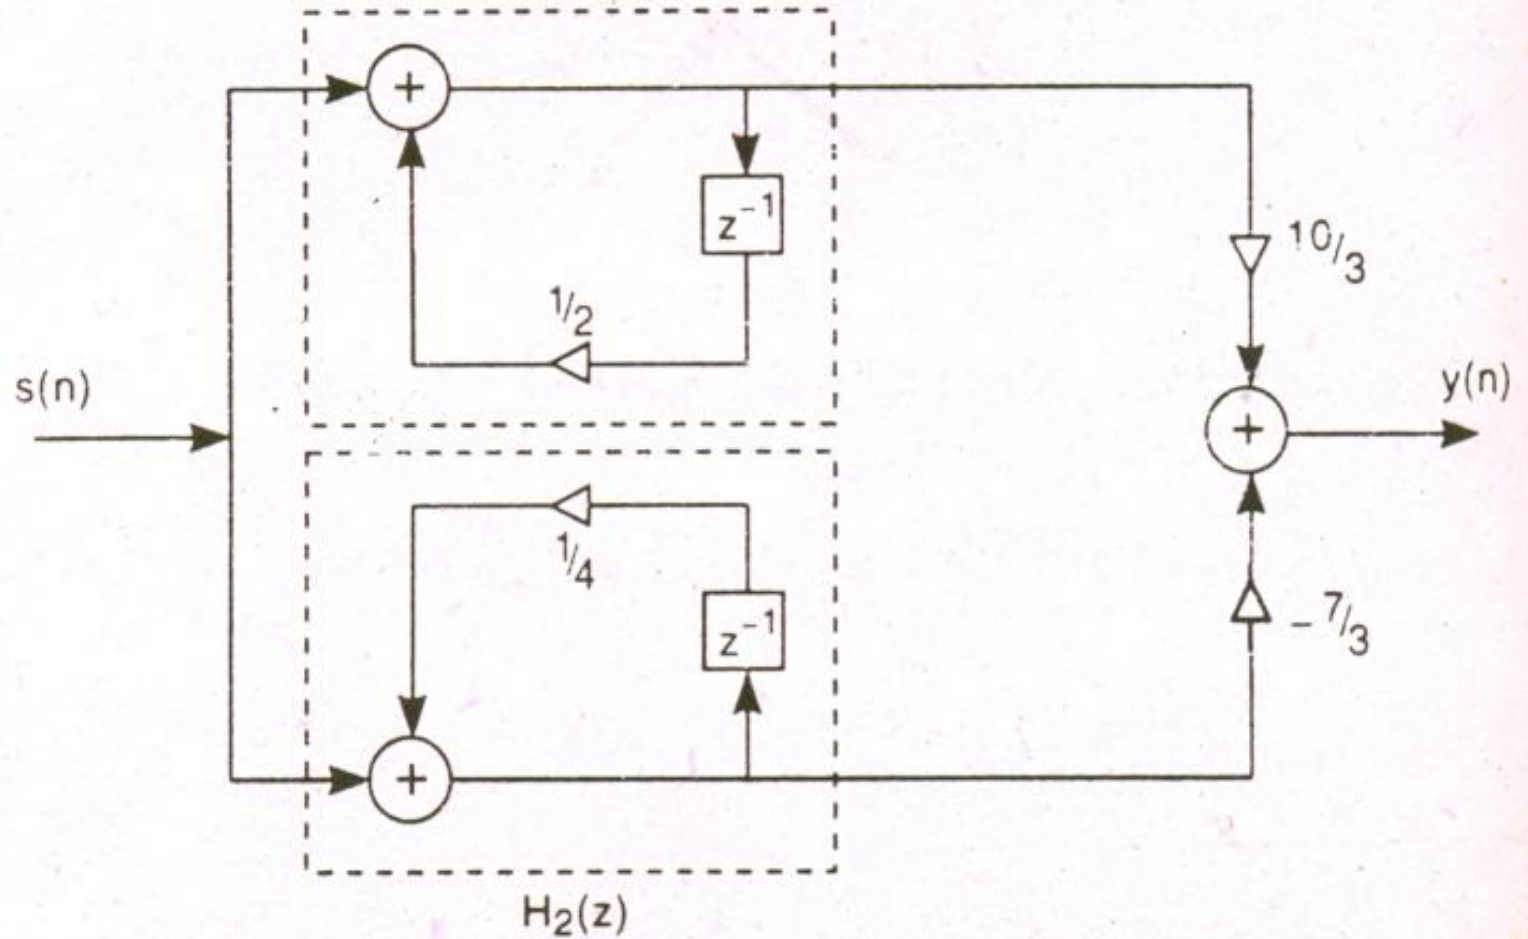 +
z⁻¹
10/3
1/2
s(n)
y(n)
+
1/4
z⁻¹
- 7/3
+
H₂(z)